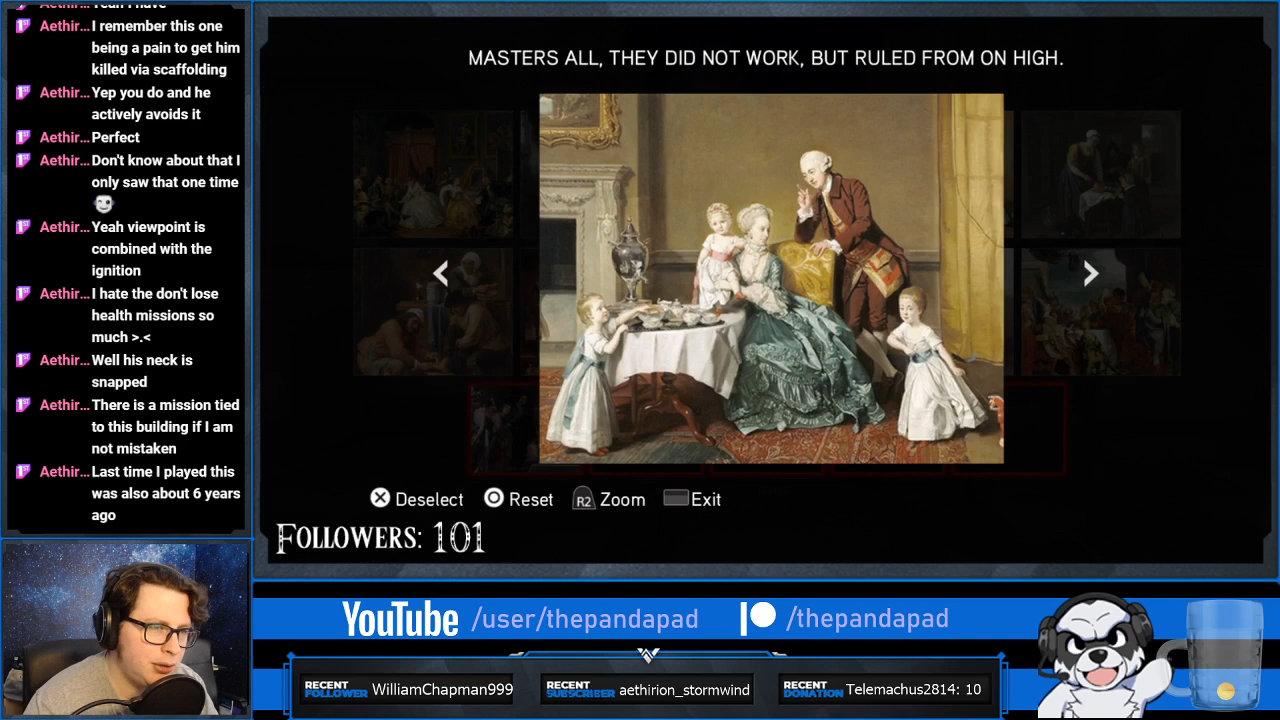 Aethir... Yeah I have
Aethir... I remember this one
being a pain to get him
killed via scaffolding
Aethir... Yep you do and he
actively avoids it
Aethir... Perfect
Aethir... Don't know about that I
only saw that one time
Aethir... Yeah viewpoint is
combined with the
ignition
Aethir... I hate the don't lose
health missions so
much >.<
Aethir... Well his neck is
snapped
Aethir... There is a mission tied
to this building if I am
not mistaken
Aethir... Last time I played this
was also about 6 years
ago
MASTERS ALL, THEY DID NOT WORK, BUT RULED FROM ON HIGH.
Deselect Reset R2 Zoom Exit
FOLLOWERS: 101
YouTube /user/thepandapad /thepandapad
RECENT FOLLOWER WilliamChapman999 RECENT SUBSCRIBER aethirion_stormwind RECENT DONATION Telemachus2814: 10